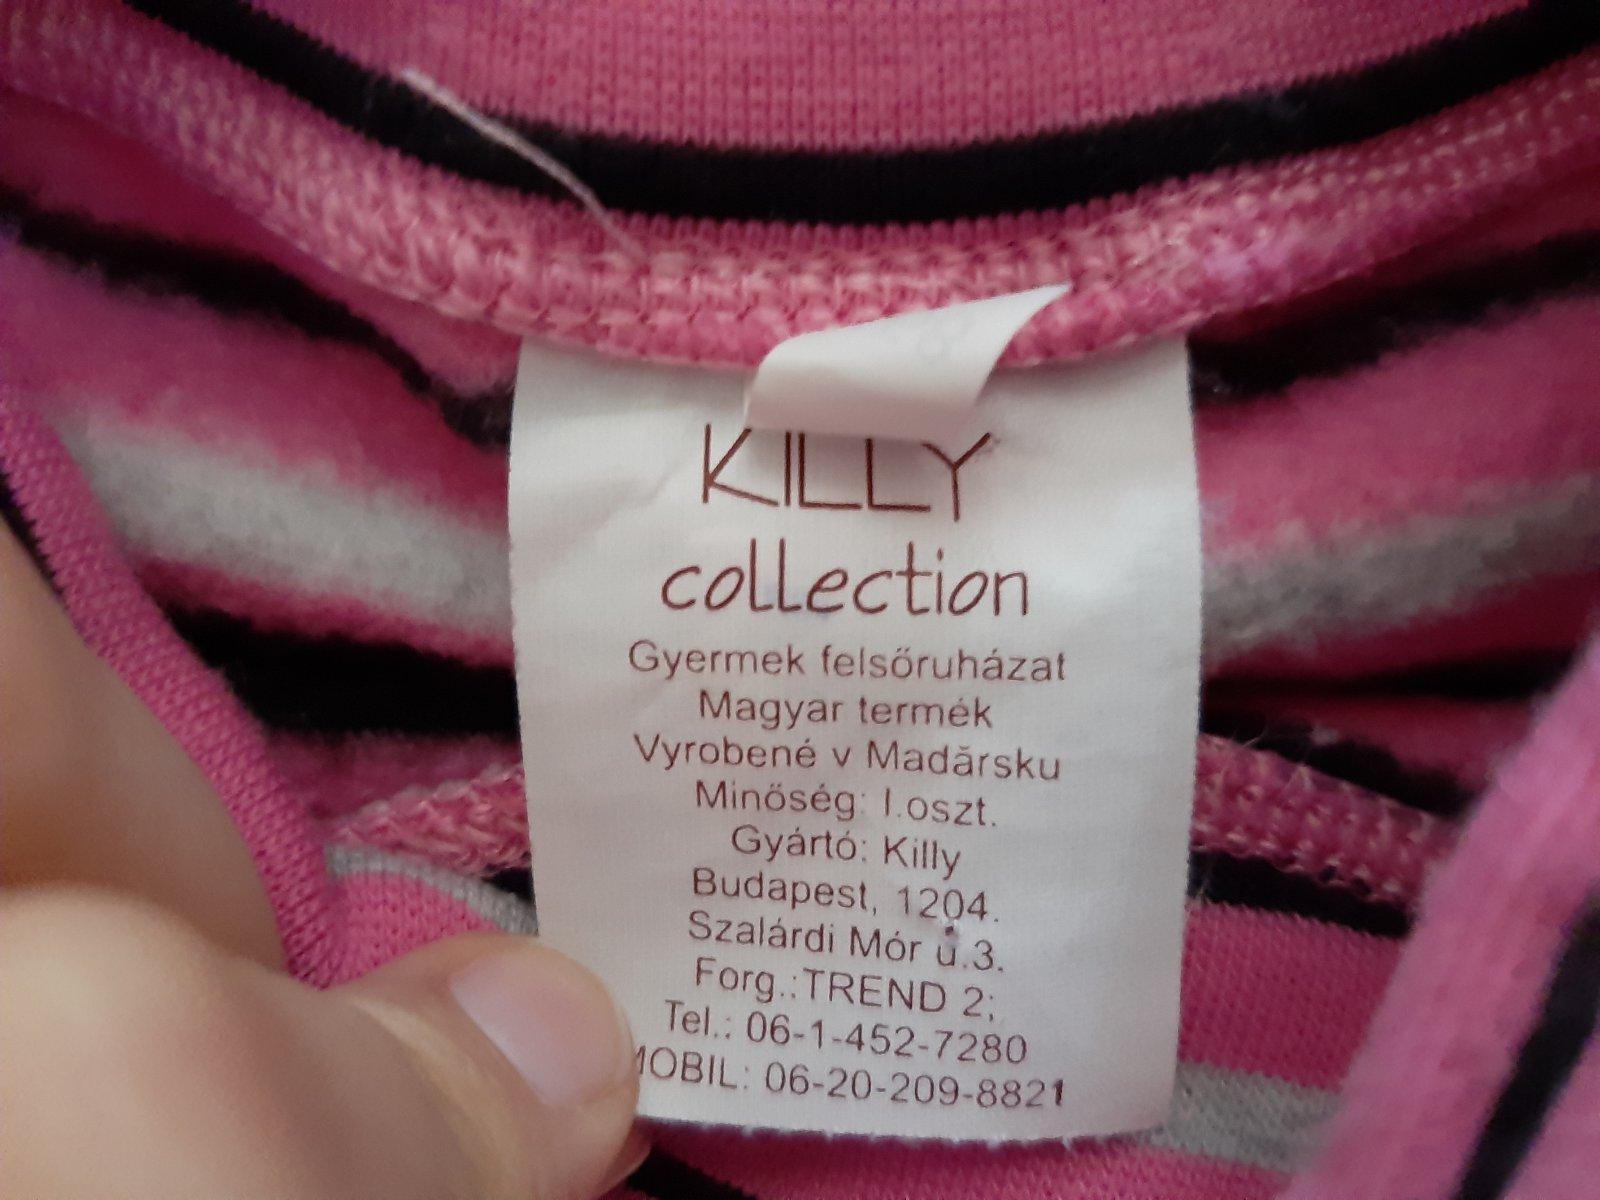 KILLY
collection
Gyermek felsőruházat
Magyar termék
Vyrobené v Madărsku
Minőség: I.oszt.
Gyártó: Killy
Budapest, 1204.
Szalárdi Mór u.3.
Forg.:TREND 2;
Tel.: 06-1-452-7280
MOBIL: 06-20-209-8821